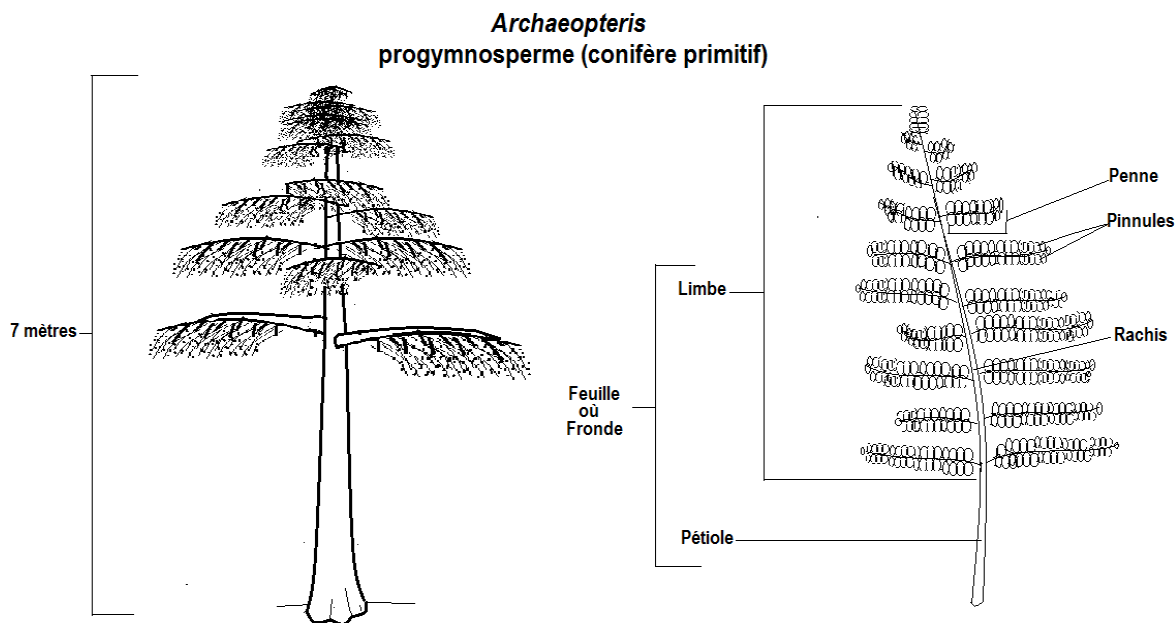 Archaeopteris
progymnosperme (conifère primitif)
7 mètres
Penne
Pinnules
Limbe
Rachis
Feuille
où
Fronde
Pétiole